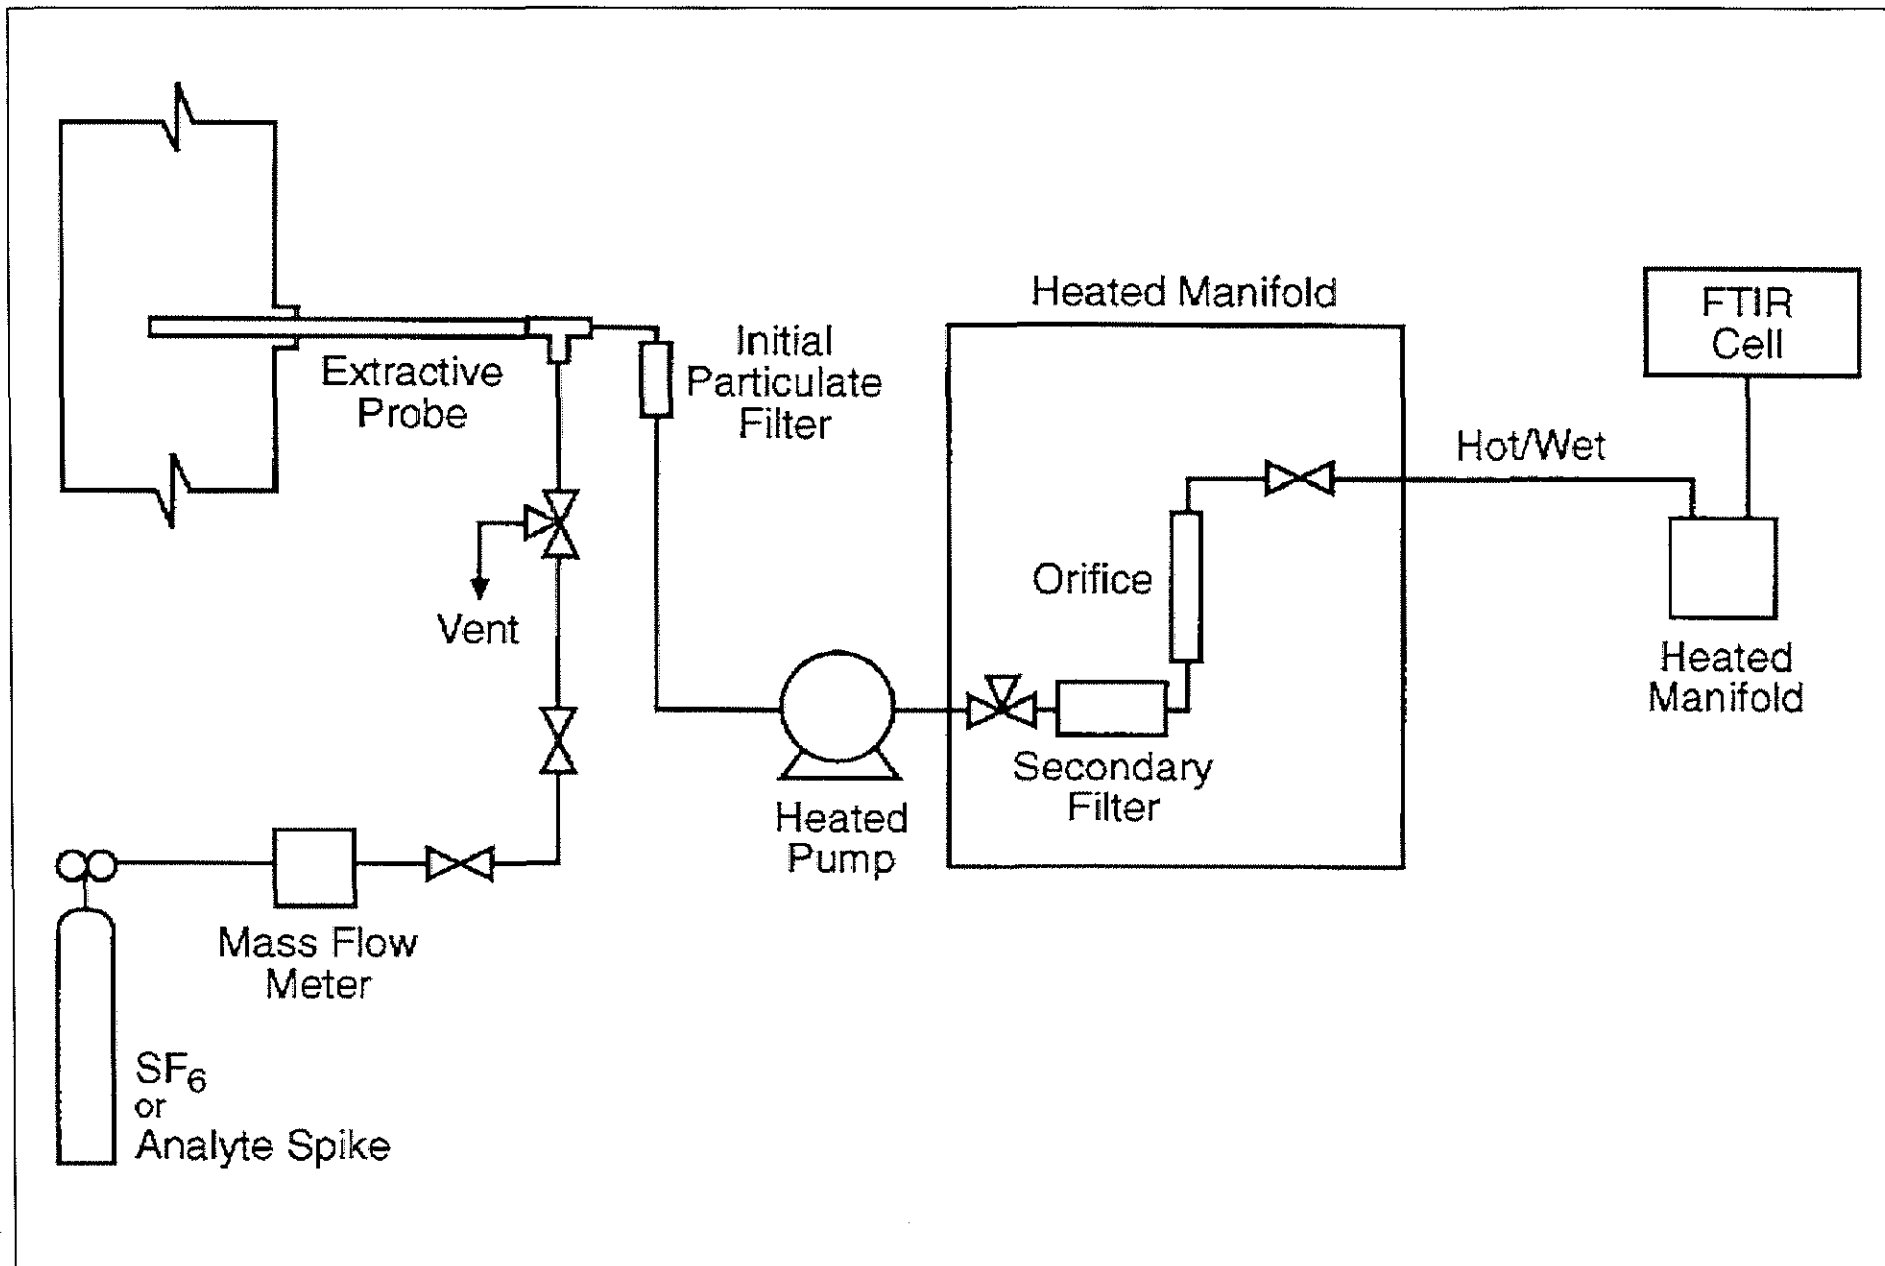 Heated Manifold
FTIR
Cell
Initial
Particulate
Filter
Extractive
Probe
Hot/Wet
Orifice
Vent
Heated
Manifold
Secondary
Filter
Heated
Pump
Mass Flow
Meter
SF6
or
Analyte Spike